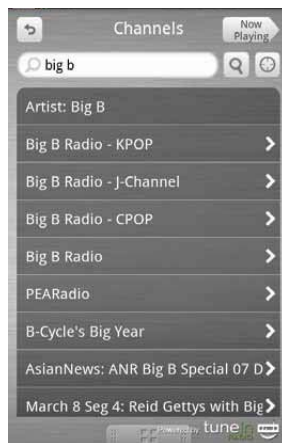 Channels
Now
Playing
big b
Artist: Big B
Big B Radio - KPOP
Big B Radio - J-Channel
Big B Radio - CPOP
Big B Radio
PEARadio
B-Cycle's Big Year
AsianNews: ANR Big B Special 07 D
March 8 Seg 4: Reid Gettys with Big
Powered by tune in